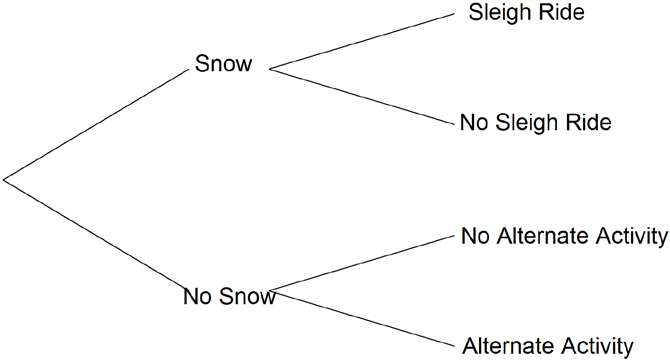 Sleigh Ride
Snow
No Sleigh Ride
No Alternate Activity
No Snow
Alternate Activity